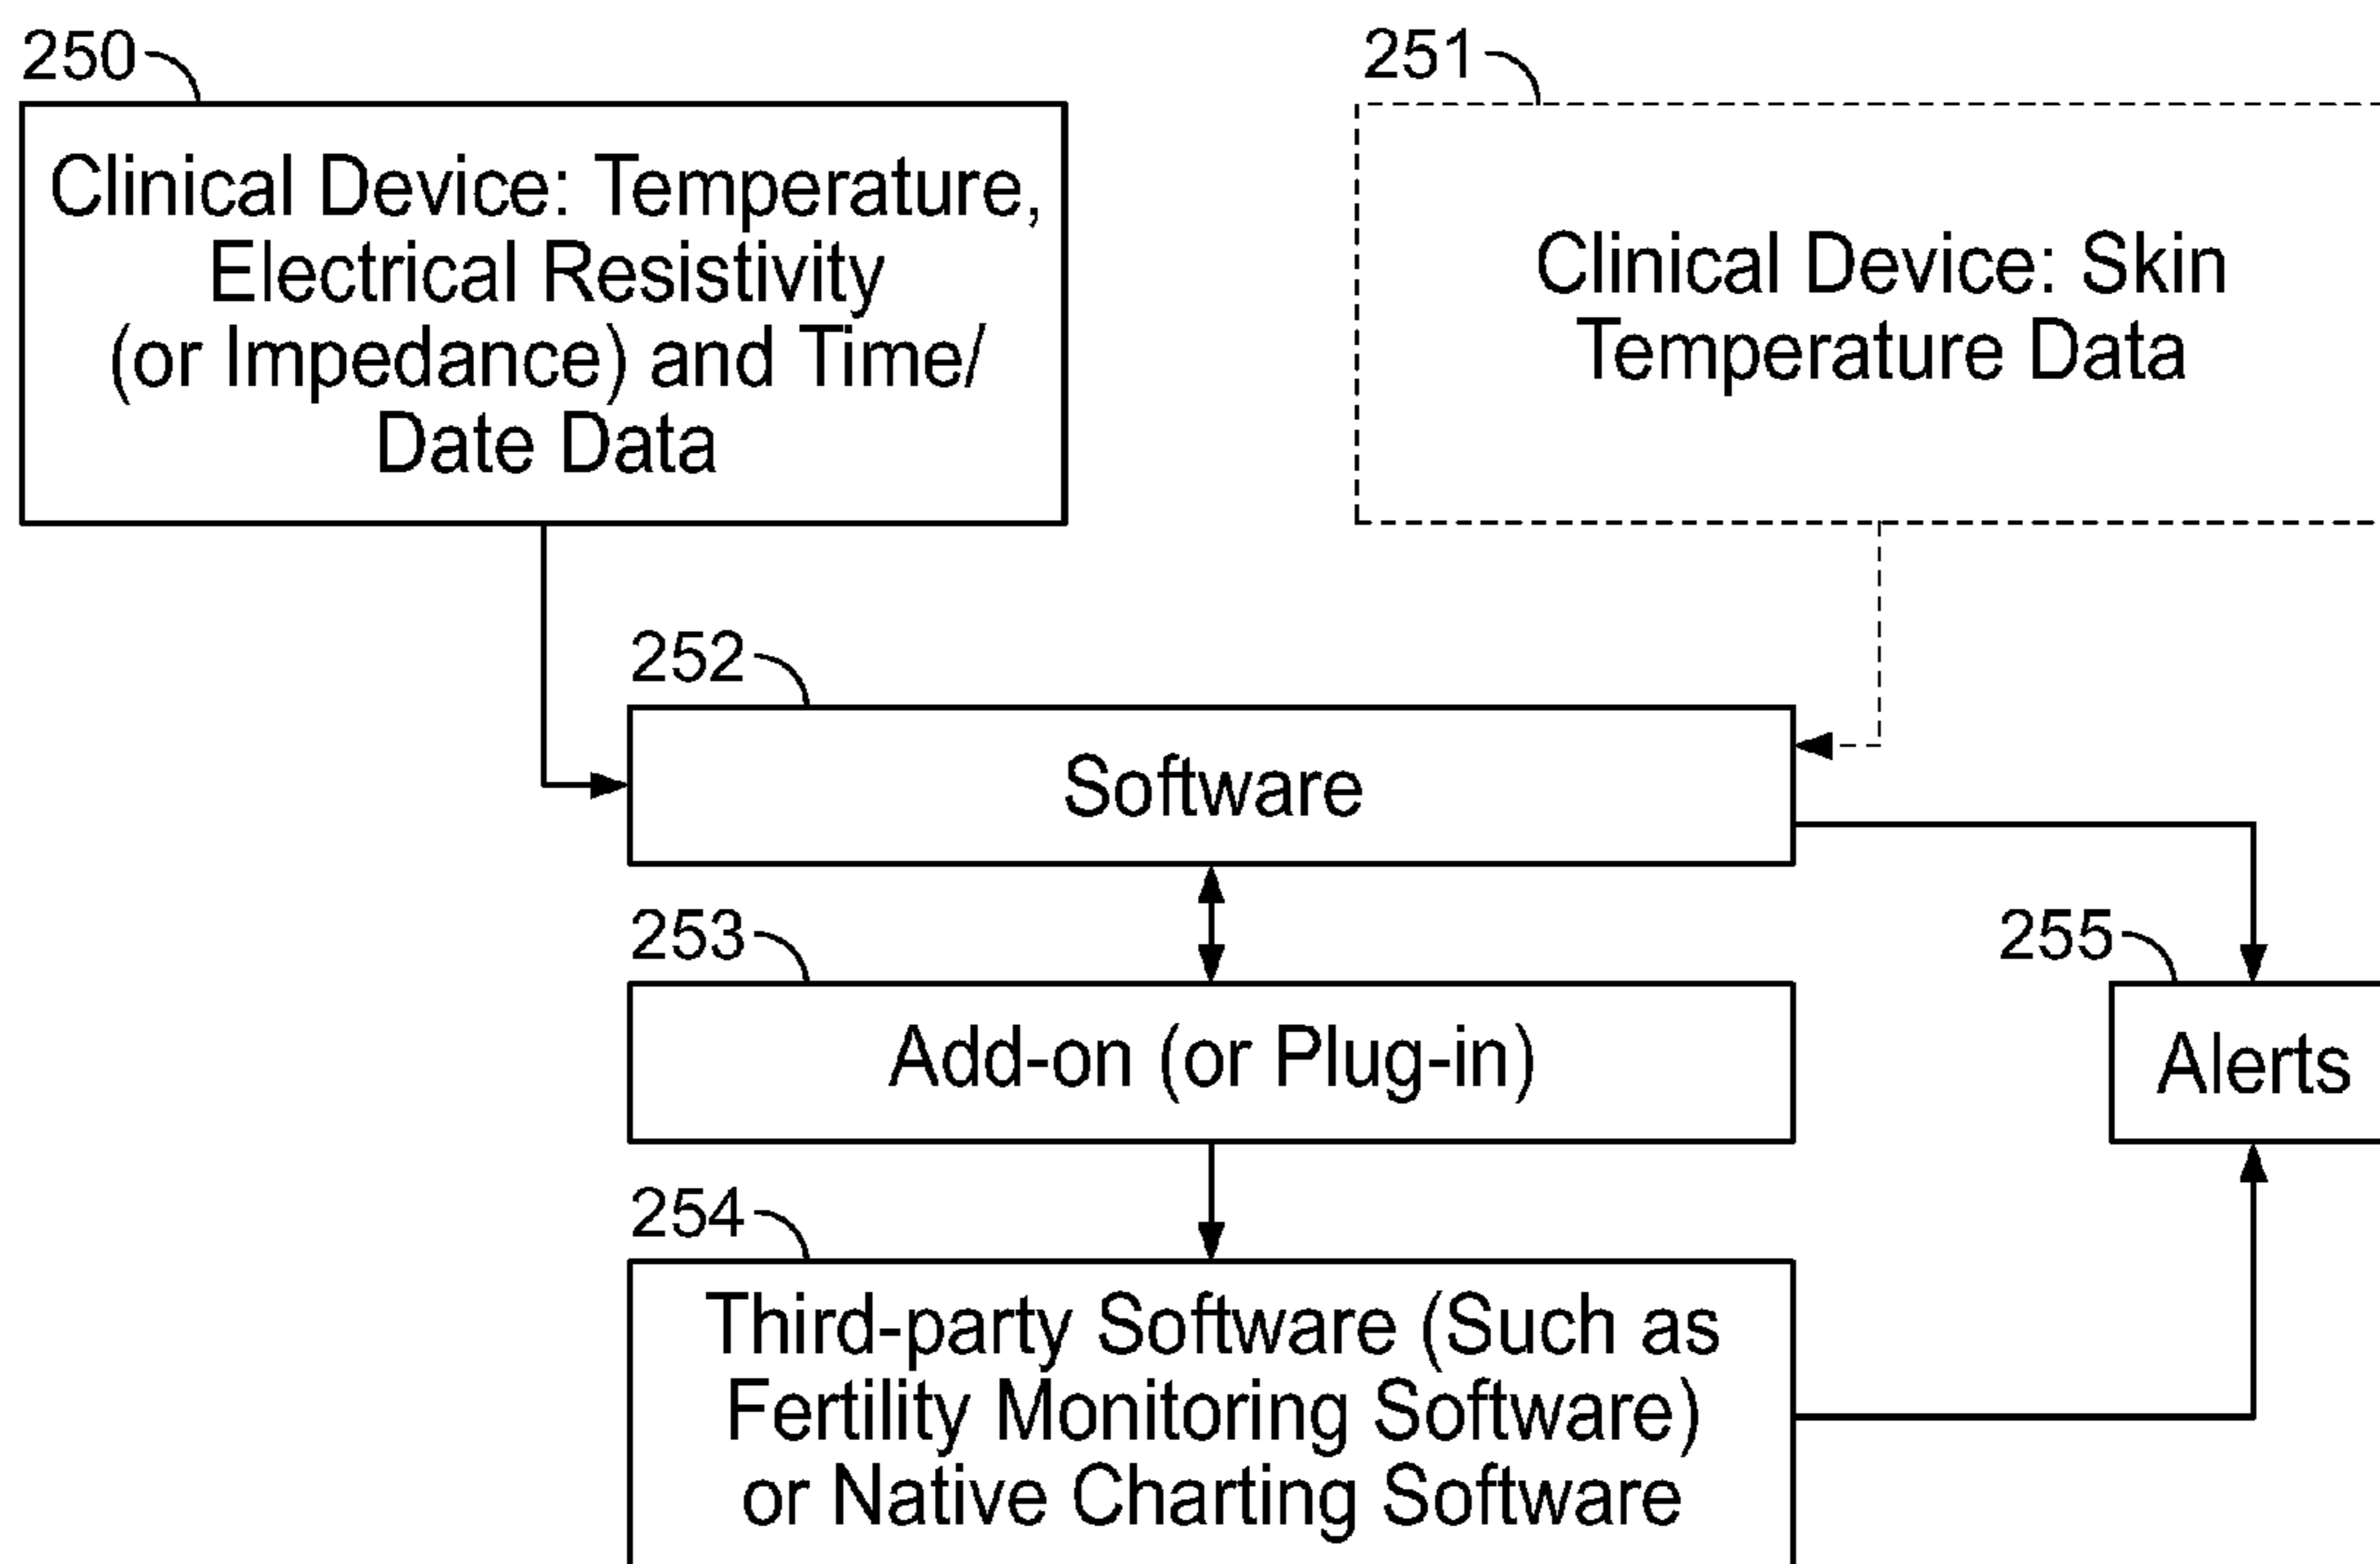 250
Clinical Device: Temperature,
Electrical Resistivity
(or Impedance) and Time/
Date Data
251
Clinical Device: Skin
Temperature Data
252
Software
253
Add-on (or Plug-in)
255
Alerts
254
Third-party Software (Such as
Fertility Monitoring Software)
or Native Charting Software